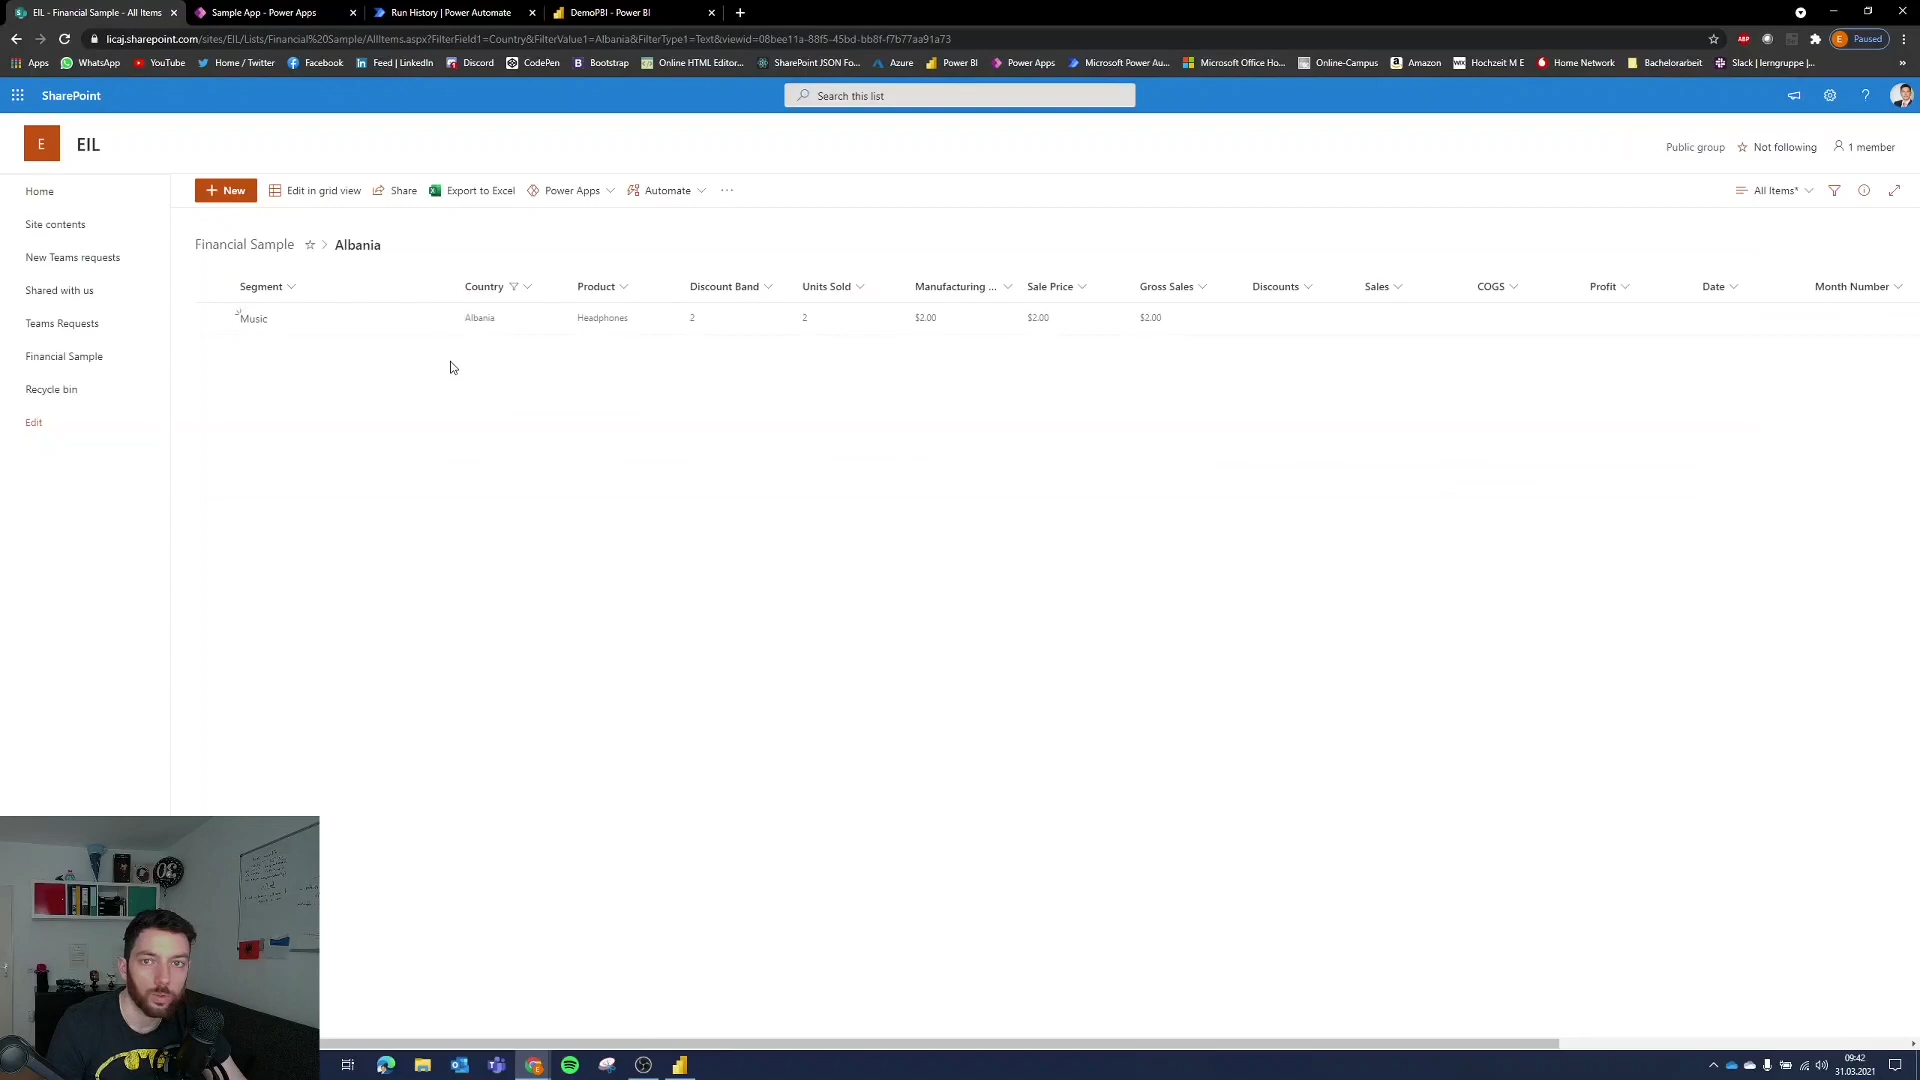 EIL - Financial Sample - All Items
Sample App - Power Apps
Run History | Power Automate
DemoPBI - Power BI
licaj.sharepoint.com/sites/EIL/Lists/Financial%20Sample/AllItems.aspx?FilterField1=Country&FilterValue1=Albania&FilterType1=Text&viewid=08bee11a-88f5-45bd-bb8f-f7b77aa91a73
ABP
E Paused
Apps WhatsApp YouTube Home / Twitter Facebook Feed | LinkedIn Discord CodePen Bootstrap Online HTML Editor... SharePoint JSON Fo... Azure Power BI Power Apps Microsoft Power Au... Microsoft Office Ho... Online-Campus Amazon Hochzeit M E Home Network Bachelorarbeit Slack | lerngruppe |... »
SharePoint
Search this list
?
E
EIL
Public group Not following 1 member
Home
Site contents
New Teams requests
Shared with us
Teams Requests
Financial Sample
Recycle bin
Edit
+ New Edit in grid view Share Export to Excel Power Apps Automate ...
All Items*
Financial Sample > Albania
Segment Country Product Discount Band Units Sold Manufacturing ... Sale Price Gross Sales Discounts Sales COGS Profit Date Month Number
Music Albania Headphones 2 2 $2.00 $2.00 $2.00
30
09:42
31.03.2021